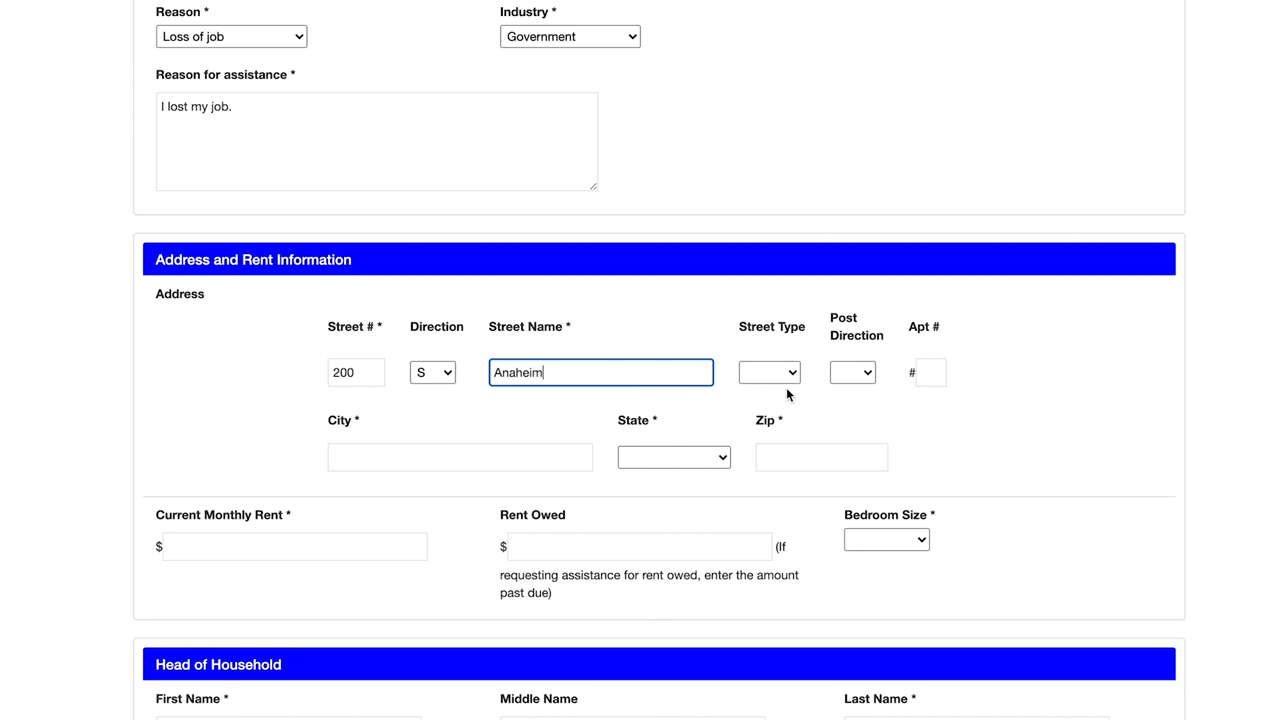 Reason * Industry *
Loss of job Government
Reason for assistance *
I lost my job.
Address and Rent Information
Address
Street # * Direction Street Name * Street Type Post Direction Apt #
200 S Anaheim #
City * State * Zip *
Current Monthly Rent * Rent Owed Bedroom Size *
$ $ (If
requesting assistance for rent owed, enter the amount
past due)
Head of Household
First Name * Middle Name Last Name *